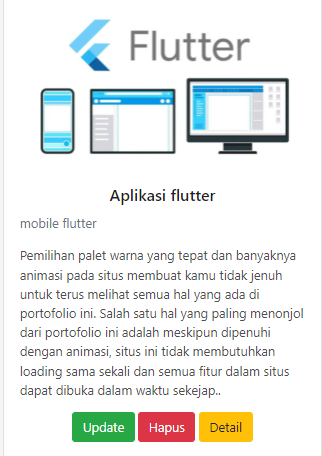 Flutter
Aplikasi flutter
mobile flutter
Pemilihan palet warna yang tepat dan banyaknya
animasi pada situs membuat kamu tidak jenuh
untuk terus melihat semua hal yang ada di
portofolio ini. Salah satu hal yang paling menonjol
dari portofolio ini adalah meskipun dipenuhi
dengan animasi, situs ini tidak membutuhkan
loading sama sekali dan semua fitur dalam situs
dapat dibuka dalam waktu sekejap..
Update Hapus Detail